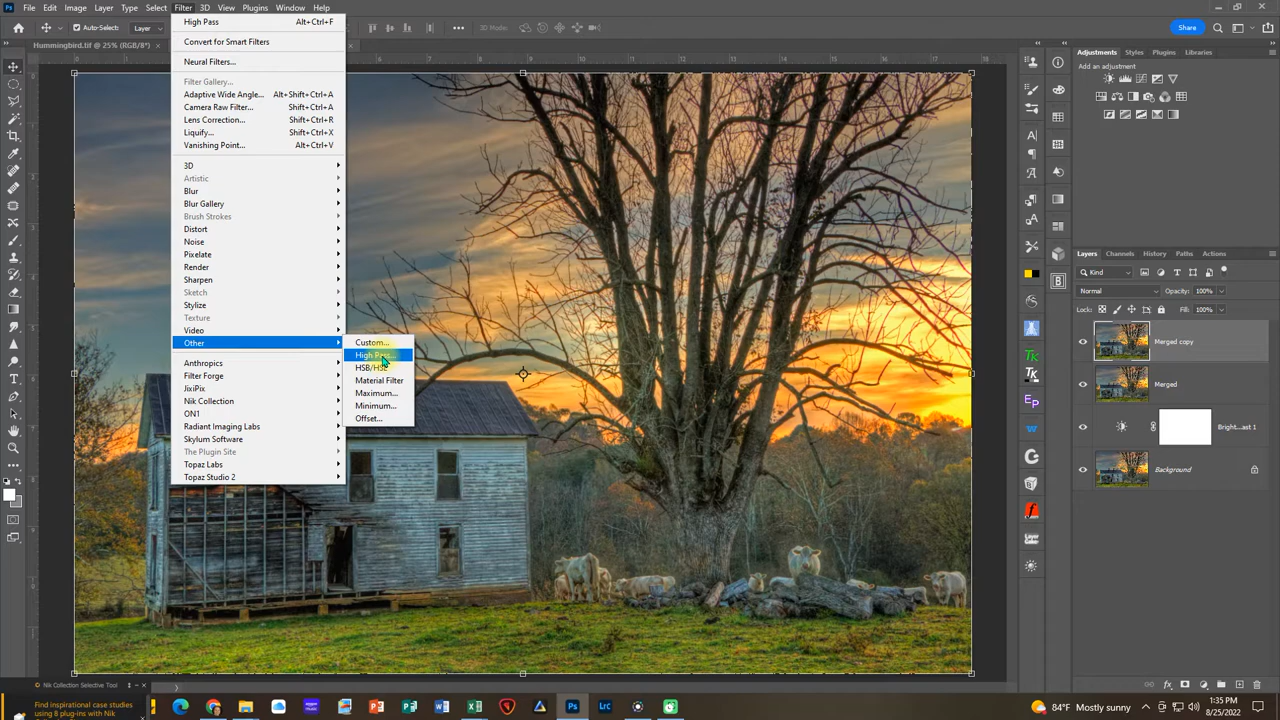 File Edit Image Layer Type Select Filter 3D View Plugins Window Help
Auto-Select: Layer
3D Mode:
Share
Hummingbird.tif @ 25% (RGB/8*)
High Pass Alt+Ctrl+F
Convert for Smart Filters
Neural Filters...
Filter Gallery...
Adaptive Wide Angle... Alt+Shift+Ctrl+A
Camera Raw Filter... Shift+Ctrl+A
Lens Correction... Shift+Ctrl+R
Liquify... Shift+Ctrl+X
Vanishing Point... Alt+Ctrl+V
3D
Artistic
Blur
Blur Gallery
Brush Strokes
Distort
Noise
Pixelate
Render
Sharpen
Sketch
Stylize
Texture
Video
Other
Anthropics
Filter Forge
JixiPix
Nik Collection
ON1
Radiant Imaging Labs
Skylum Software
The Plugin Site
Topaz Labs
Topaz Studio 2
Custom...
High Pass...
HSB/HSL
Material Filter
Maximum...
Minimum...
Offset...
Adjustments Styles Plugins Libraries
Add an adjustment
Layers Channels History Paths Actions
Kind
Normal Opacity: 100%
Lock: Fill: 100%
Merged copy
Merged
Bright...ast 1
Background
Nik Collection Selective Tool
Find inspirational case studies
using 8 plug-ins with Nik
84°F Mostly sunny
1:35 PM
8/25/2022